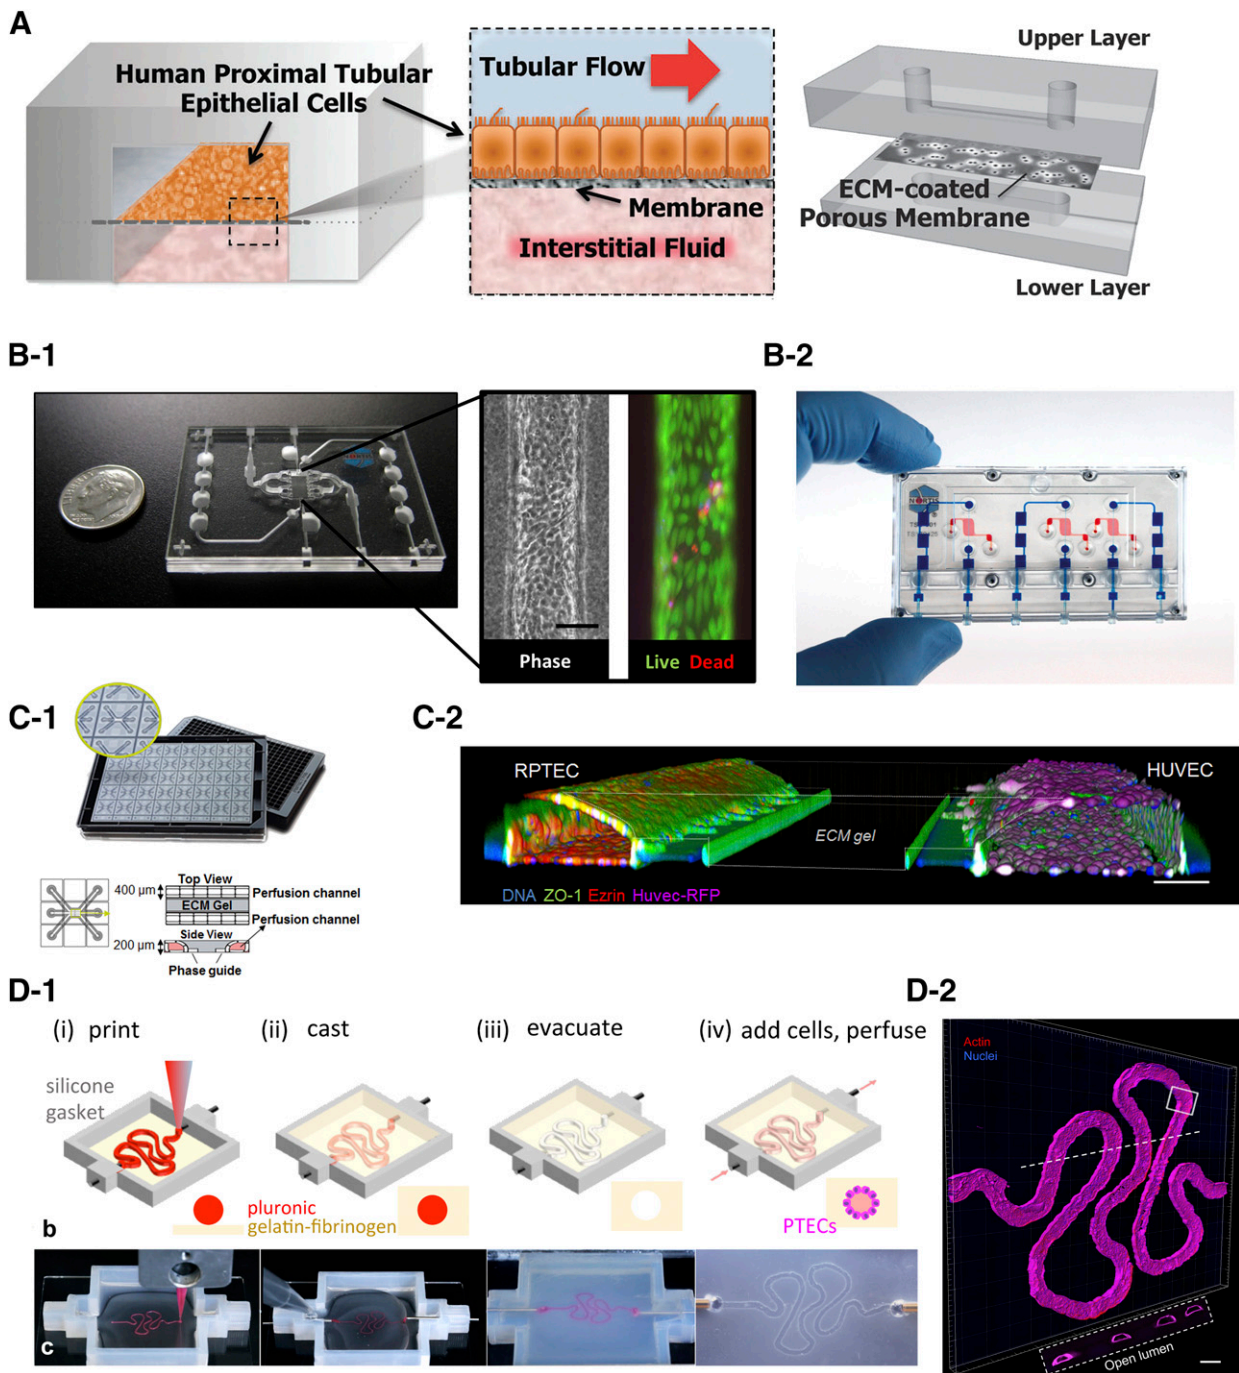 A
Human Proximal Tubular
Epithelial Cells
Tubular Flow
Membrane
Interstitial Fluid
Upper Layer
ECM-coated
Porous Membrane
Lower Layer
B-1
B-2
Phase
Live Dead
NORTIS
C-1
C-2
Top View
400 µm
Perfusion channel
ECM Gel
Perfusion channel
Side View
200 µm
Phase guide
RPTEC
HUVEC
ECM gel
DNA ZO-1 Ezrin Huvec-RFP
D-1
D-2
(i) print
(ii) cast
(iii) evacuate
(iv) add cells, perfuse
silicone
gasket
pluronic
gelatin-fibrinogen
PTECs
b
c
Actin
Nuclei
Open lumen